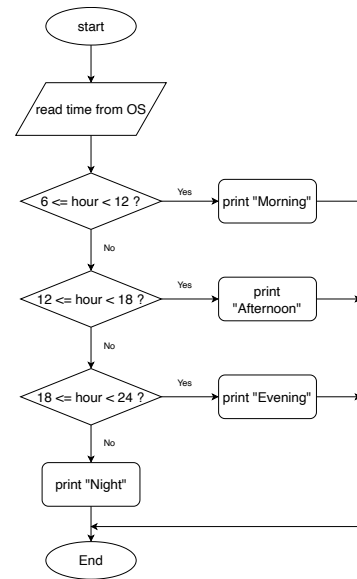 start
read time from OS
6 <= hour < 12 ?
Yes
print "Morning"
No
12 <= hour < 18 ?
Yes
print
"Afternoon"
No
18 <= hour < 24 ?
Yes
print "Evening"
No
print "Night"
End